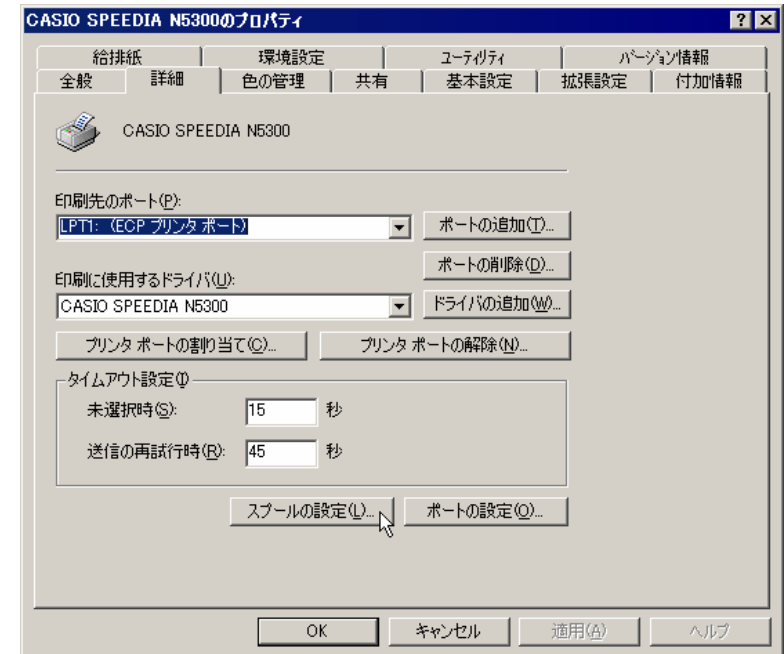 CASIO SPEEDIA N5300のプロパティ
給排紙 環境設定 ユーティリティ バージョン情報
全般 詳細 色の管理 共有 基本設定 拡張設定 付加情報
CASIO SPEEDIA N5300
印刷先のポート(P):
LPT1: (ECP プリンタ ポート) ポートの追加(T)...
ポートの削除(D)...
印刷に使用するドライバ(U):
CASIO SPEEDIA N5300 ドライバの追加(W)...
プリンタ ポートの割り当て(C)... プリンタ ポートの解除(N)...
タイムアウト設定(I)
未選択時(S): 15 秒
送信の再試行時(R): 45 秒
スプールの設定(L)... ポートの設定(O)...
OK キャンセル 適用(A) ヘルプ